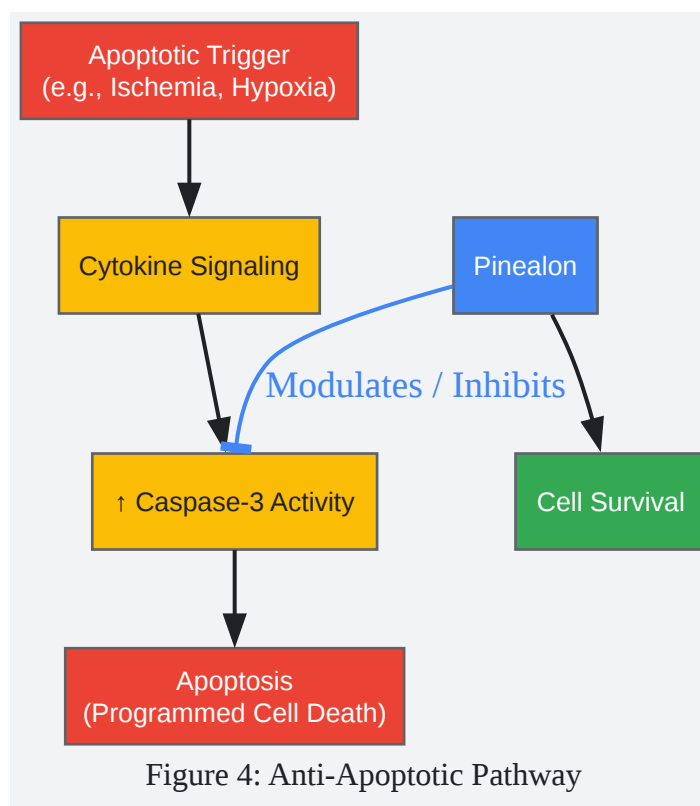 Apoptotic Trigger
(e.g., Ischemia, Hypoxia)
Cytokine Signaling
Pinealon
Modulates / Inhibits
↑ Caspase-3 Activity
Cell Survival
Apoptosis
(Programmed Cell Death)
Figure 4: Anti-Apoptotic Pathway